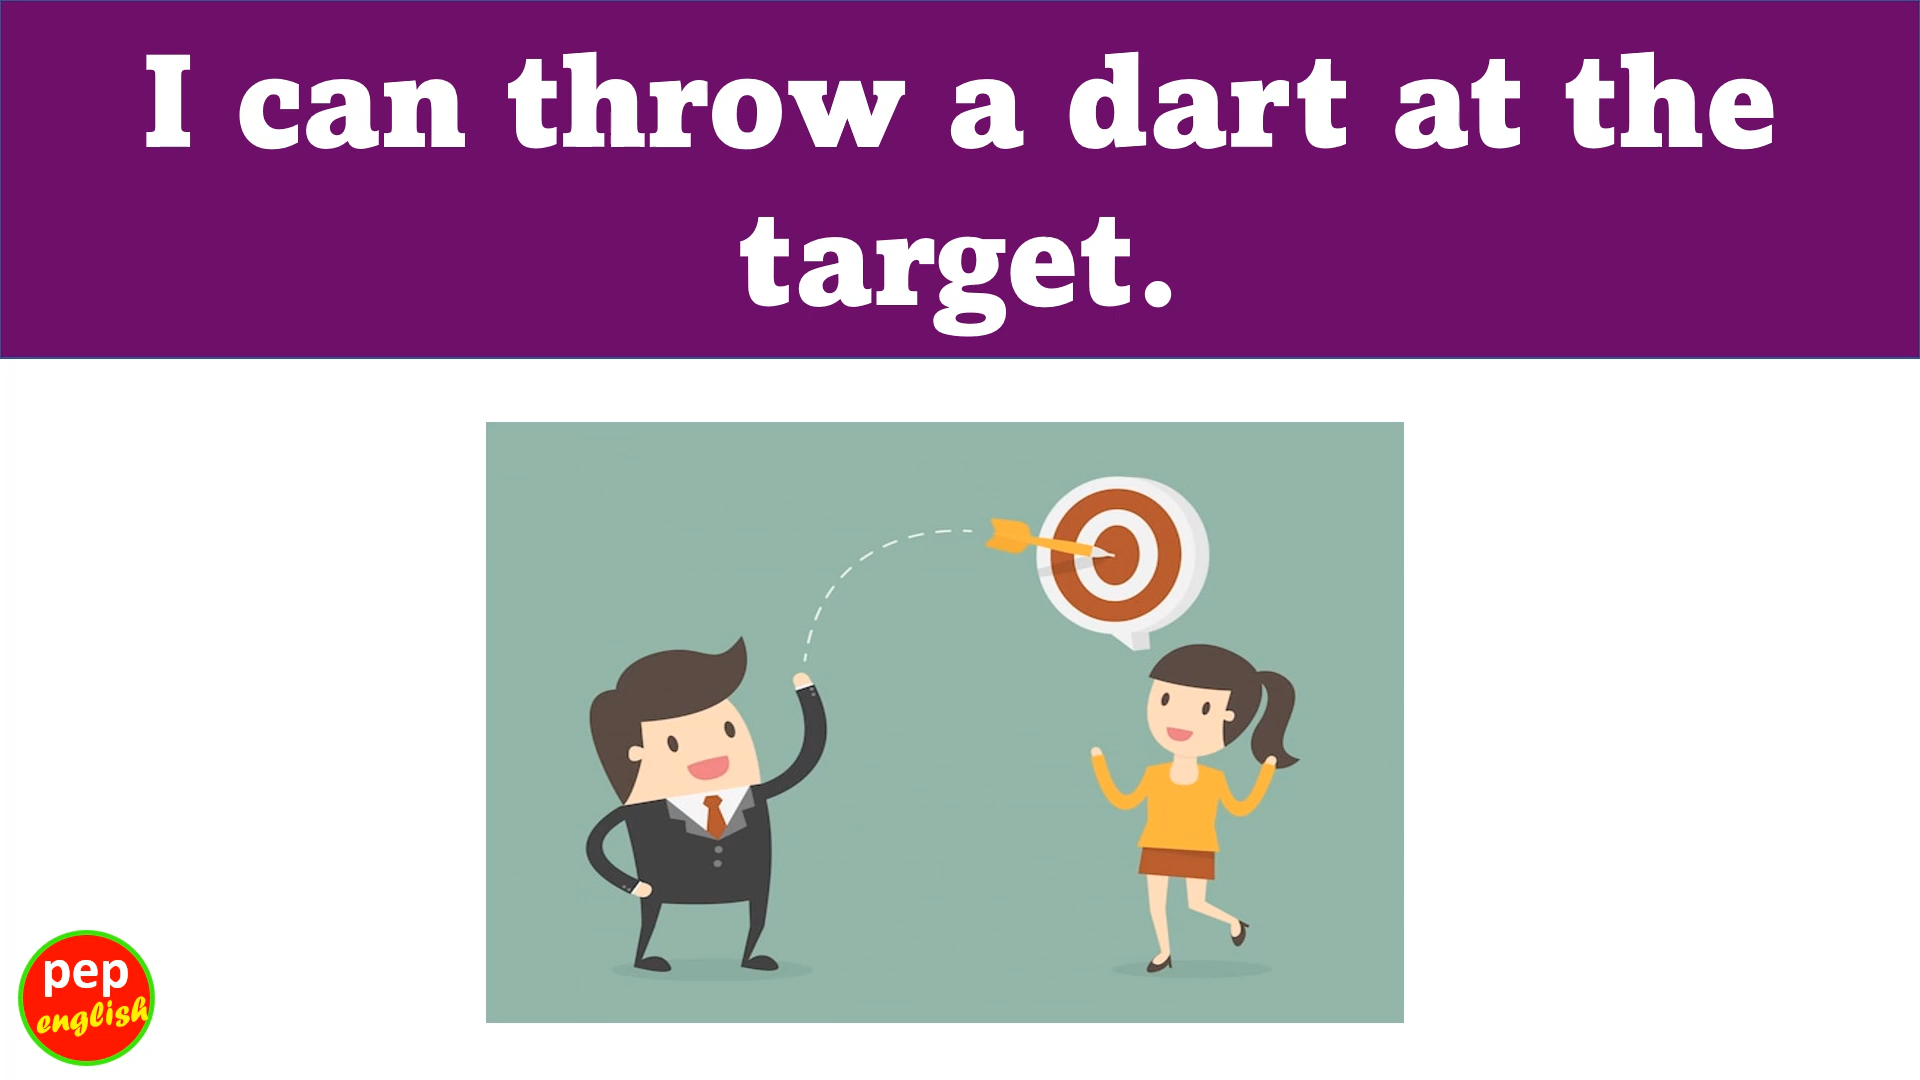 I can throw a dart at the
target.
pep
english